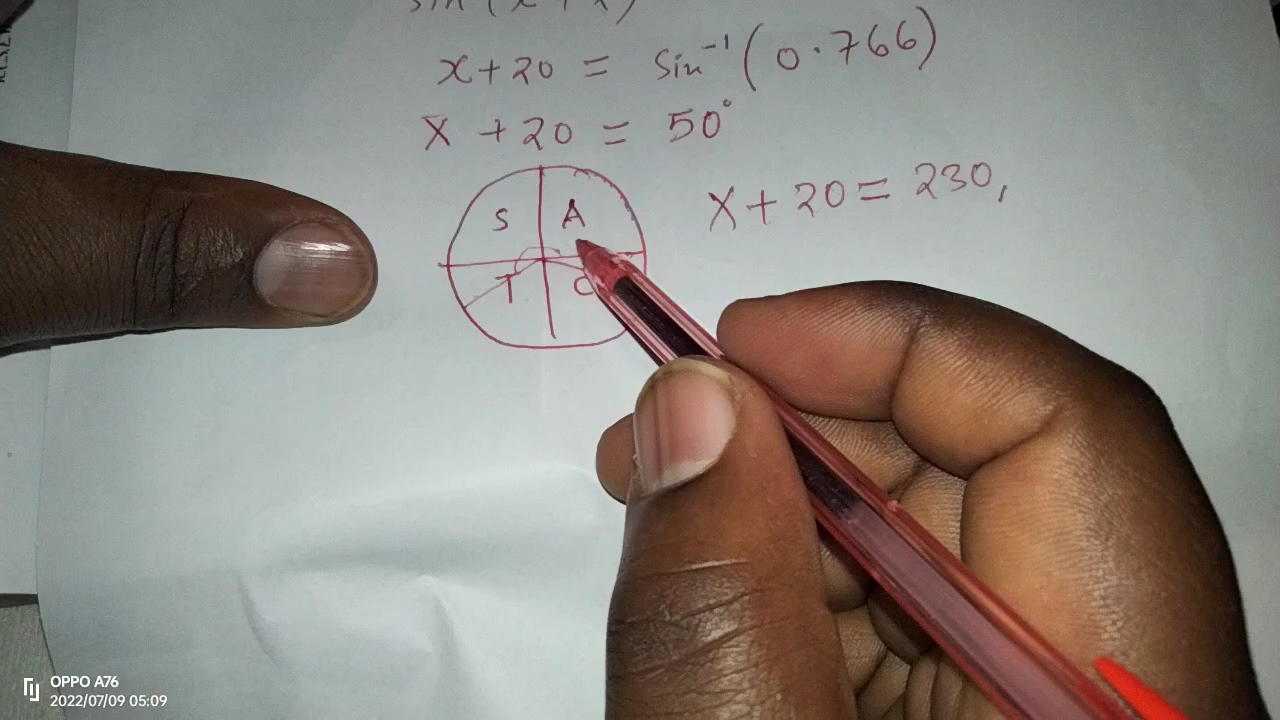 x+20 = sin⁻¹(0.766)
x +20 = 50°
x+20=230,
S A
T C
OPPO A76
2022/07/09 05:09